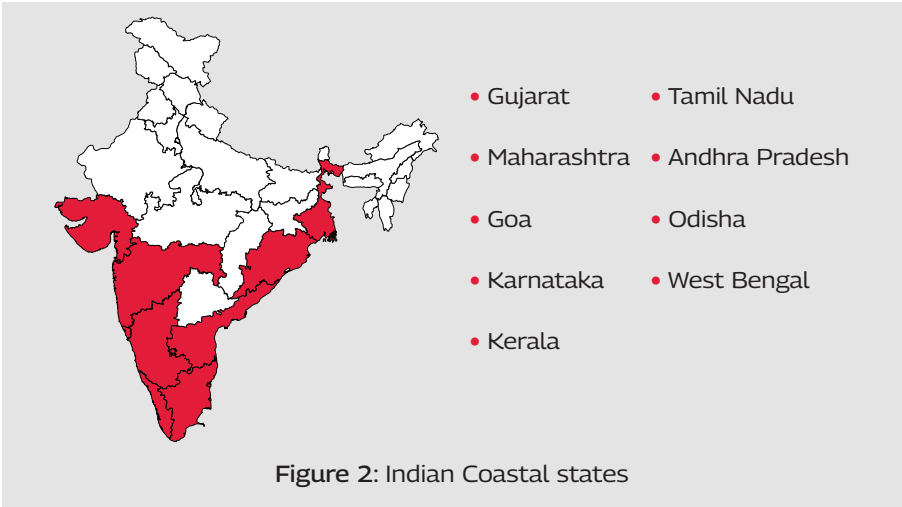 • Gujarat
• Maharashtra
• Goa
• Karnataka
• Kerala
• Tamil Nadu
• Andhra Pradesh
• Odisha
• West Bengal
Figure 2: Indian Coastal states